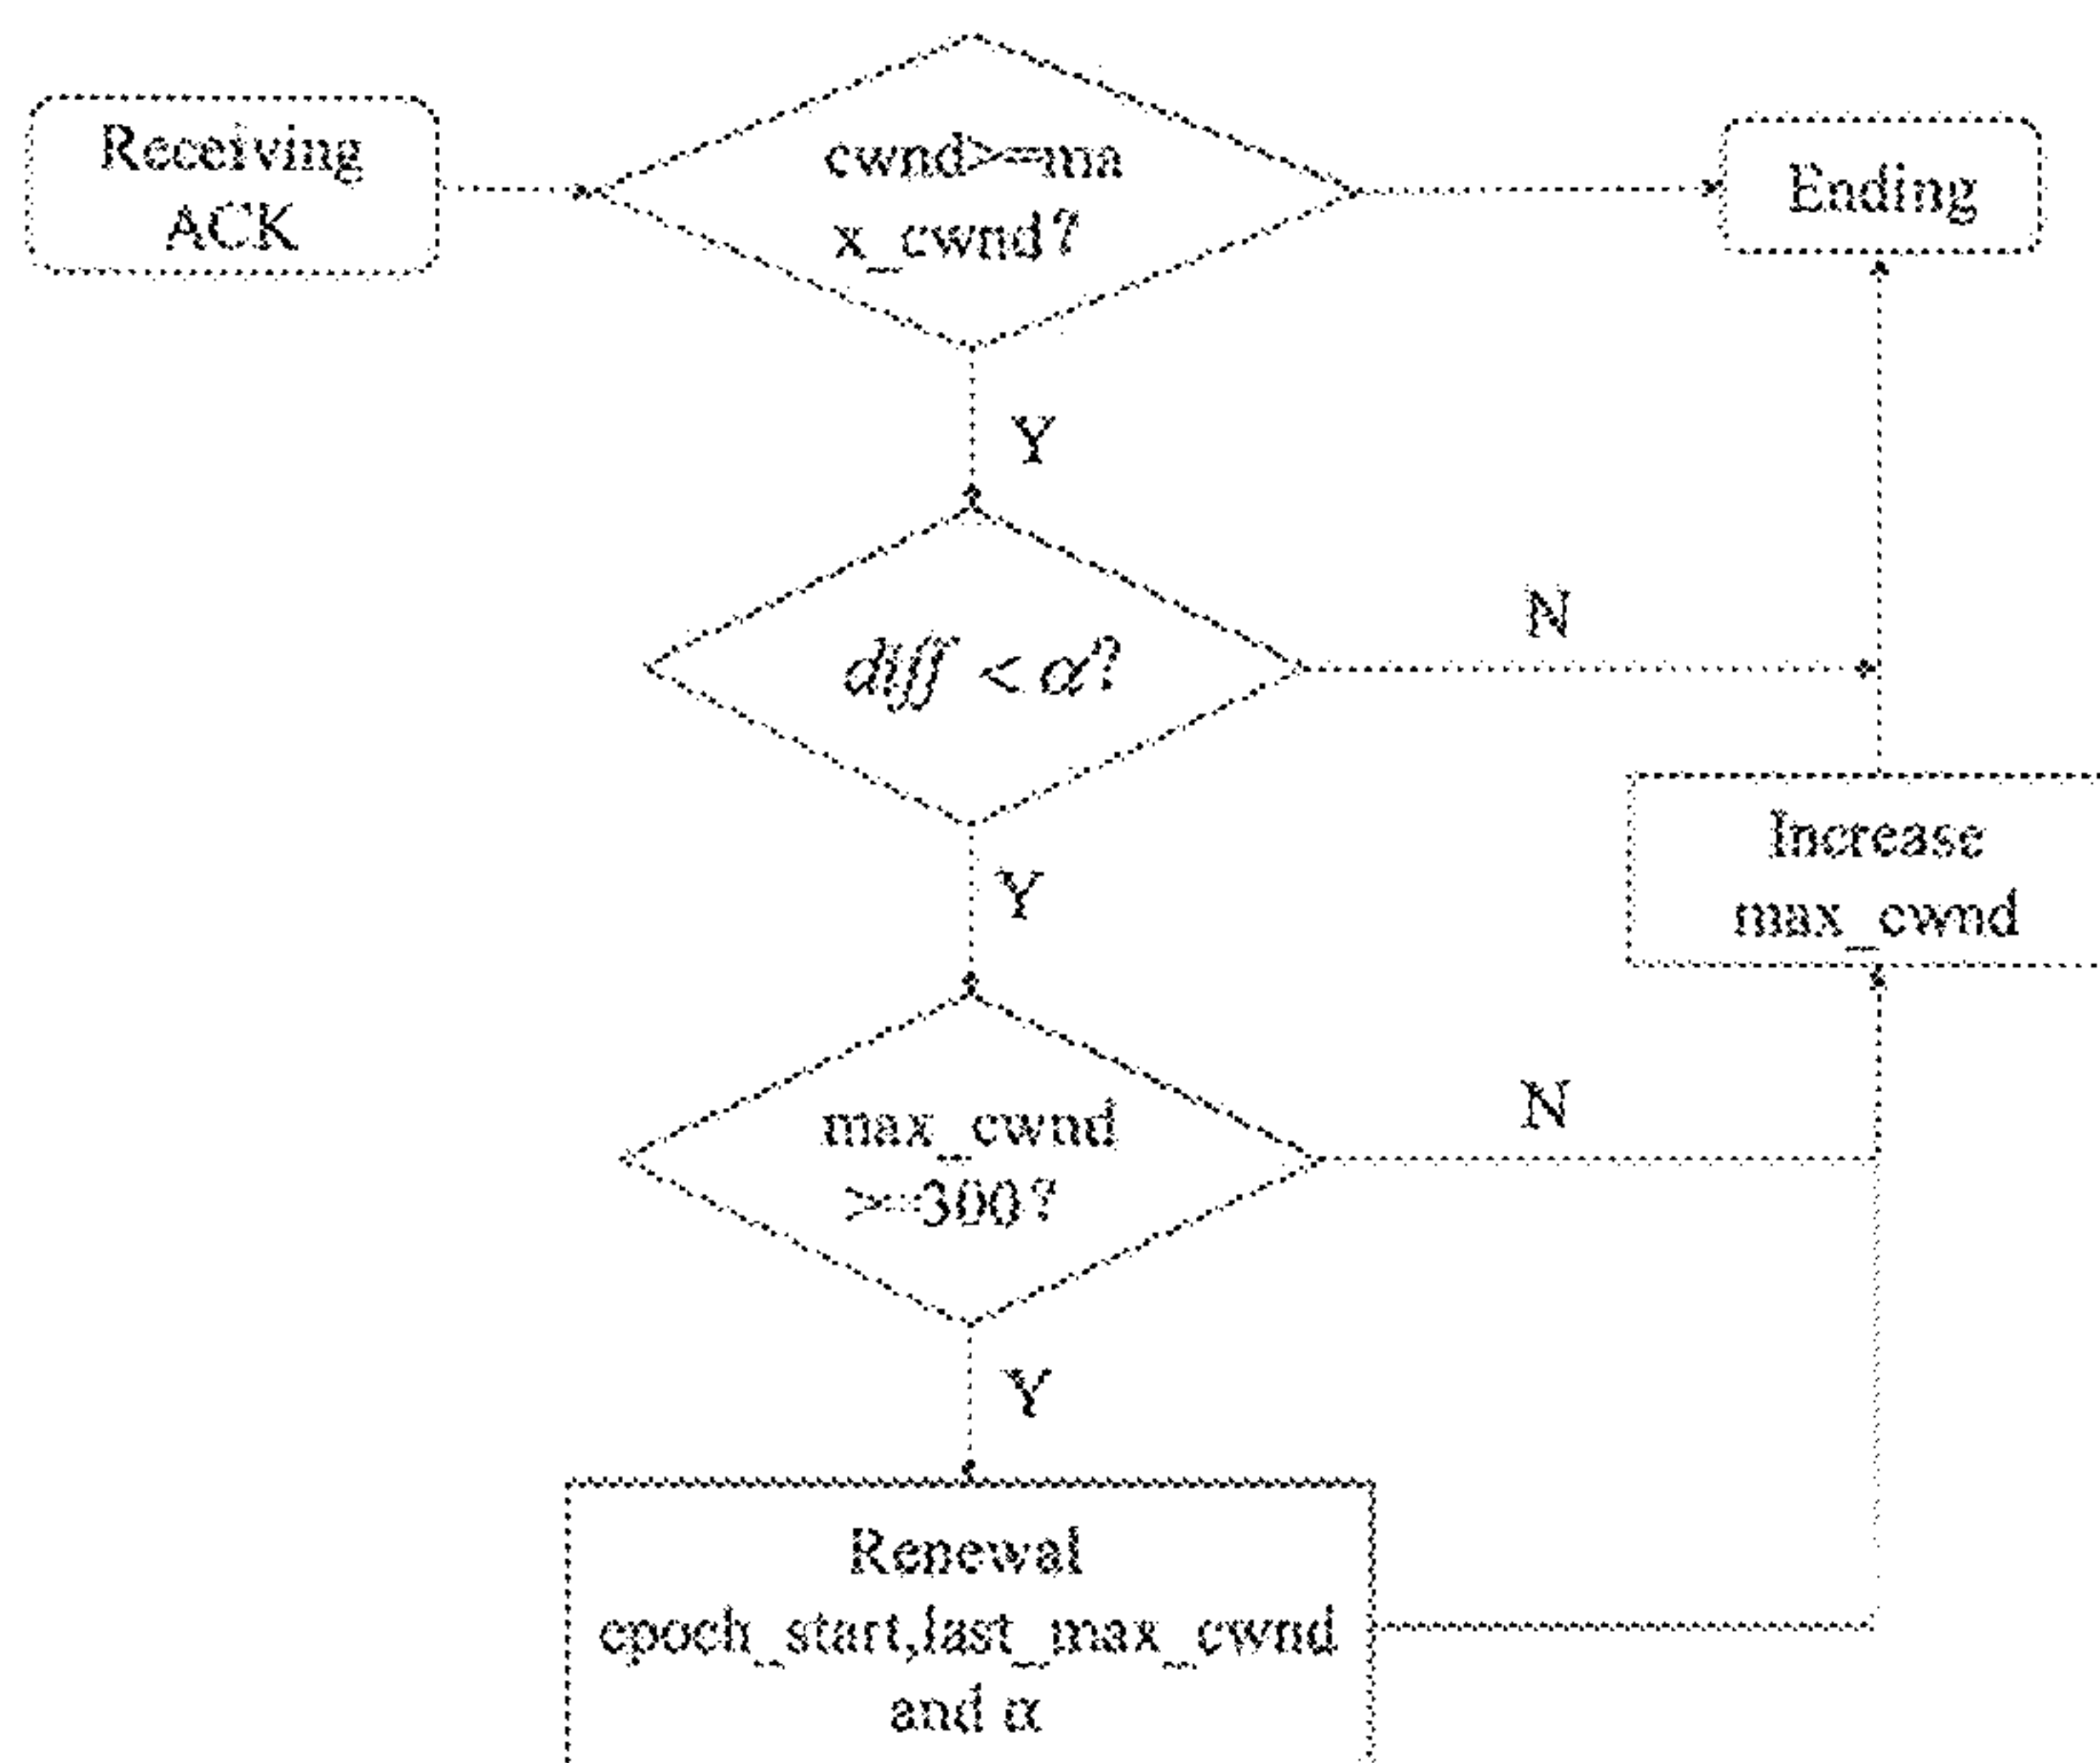 Receiving
ACK
cwnd>=ma
x_cwnd?
Ending
Y
diff < α?
N
Increase
max_cwnd
Y
max_cwnd
>=300?
N
Y
Renewal
epoch_start,last_max_cwnd
and α